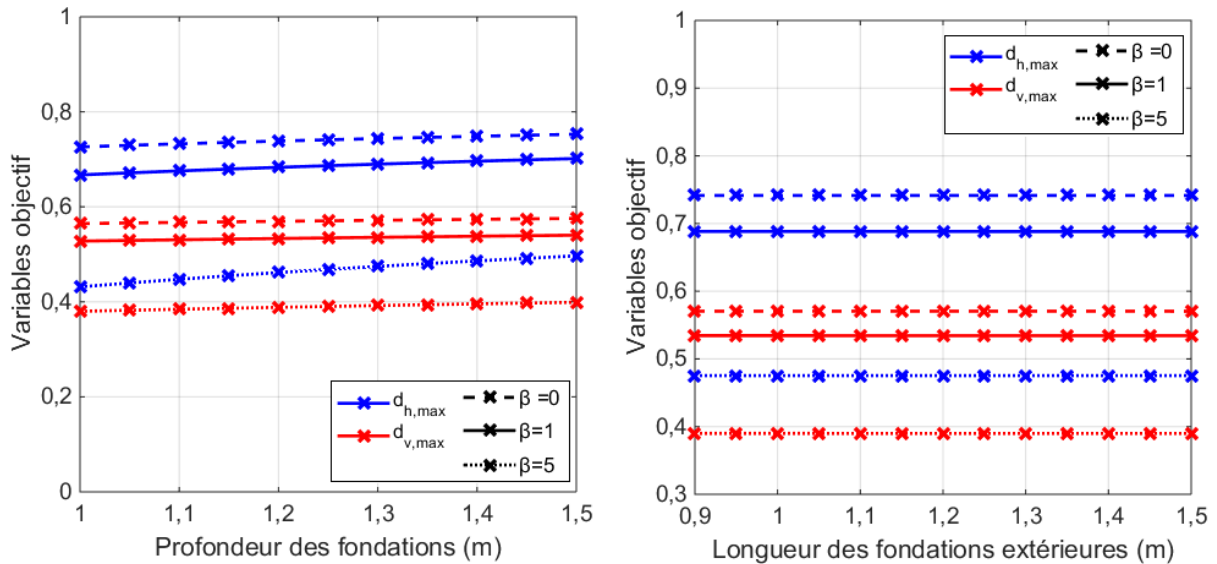 1
0,8
0,6
0,4
0,2
0
Variables objectif
d_h,max
d_v,max
β =0
β=1
β=5
1 1,1 1,2 1,3 1,4 1,5
Profondeur des fondations (m)
1
0,9
0,8
0,7
0,6
0,5
0,4
0,3
Variables objectif
d_h,max
d_v,max
β =0
β=1
β=5
0,9 1 1,1 1,2 1,3 1,4 1,5
Longueur des fondations extérieures (m)